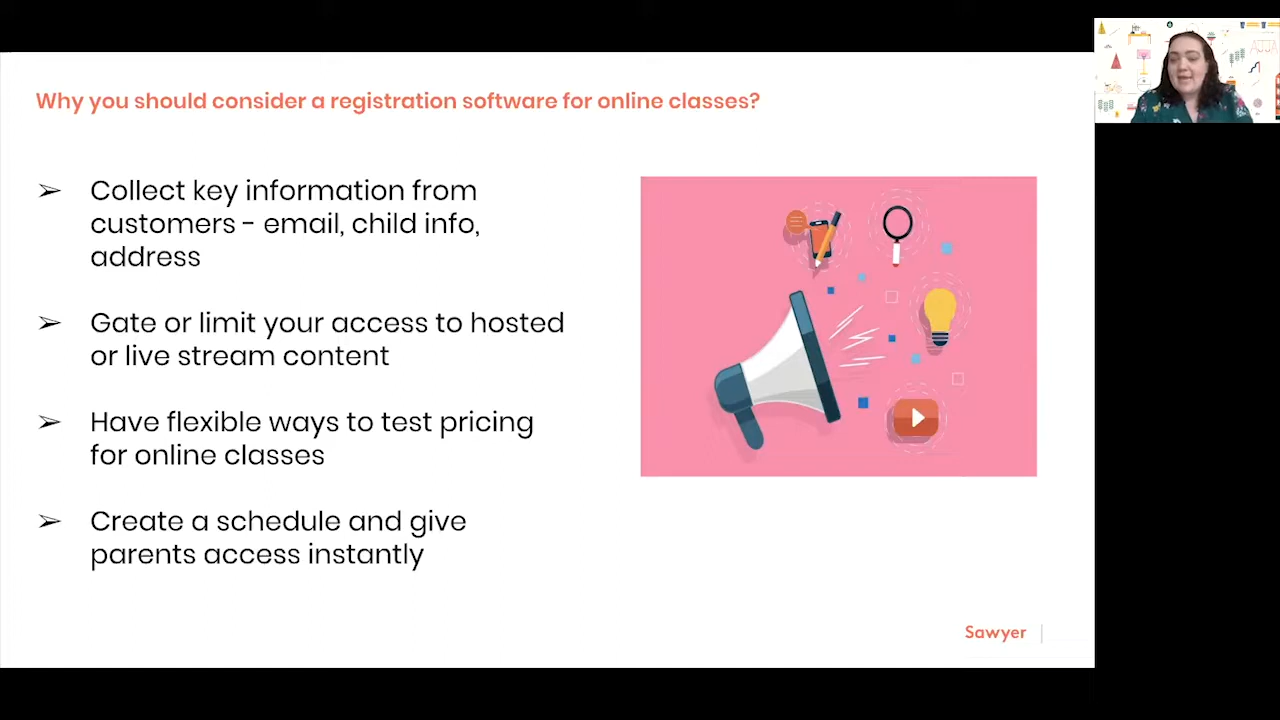 Why you should consider a registration software for online classes?
➢ Collect key information from
customers - email, child info,
address
➢ Gate or limit your access to hosted
or live stream content
➢ Have flexible ways to test pricing
for online classes
➢ Create a schedule and give
parents access instantly
Sawyer